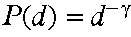 P(d) = d^{-γ}